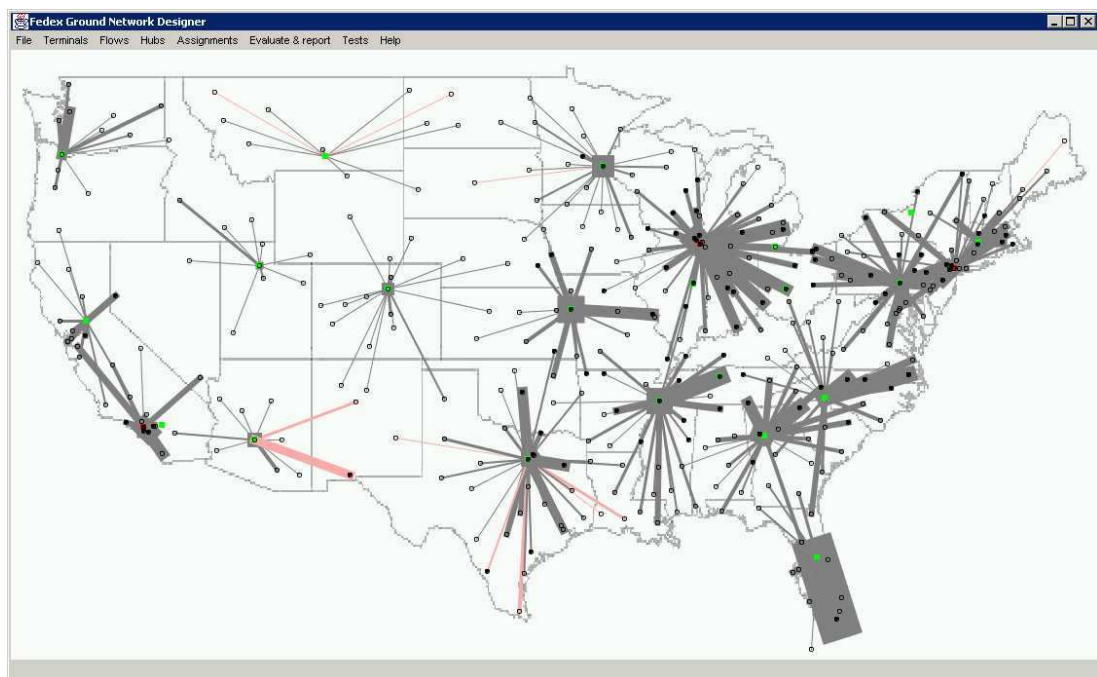 Fedex Ground Network Designer
File Terminals Flows Hubs Assignments Evaluate & report Tests Help